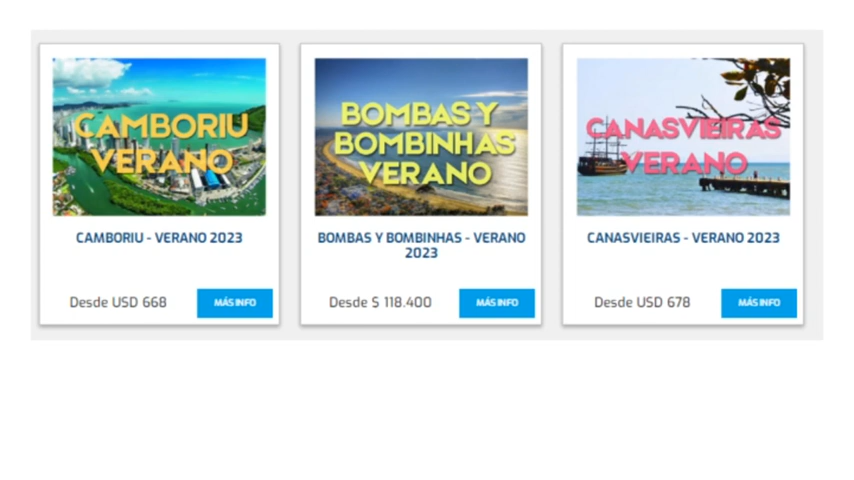 CAMBORIU
VERANO
CAMBORIU - VERANO 2023
Desde USD 668
MÁS INFO
BOMBAS Y
BOMBINHAS
VERANO
BOMBAS Y BOMBINHAS - VERANO
2023
Desde $ 118.400
MÁS INFO
CANASVIEIRAS
VERANO
CANASVIEIRAS - VERANO 2023
Desde USD 678
MÁS INFO